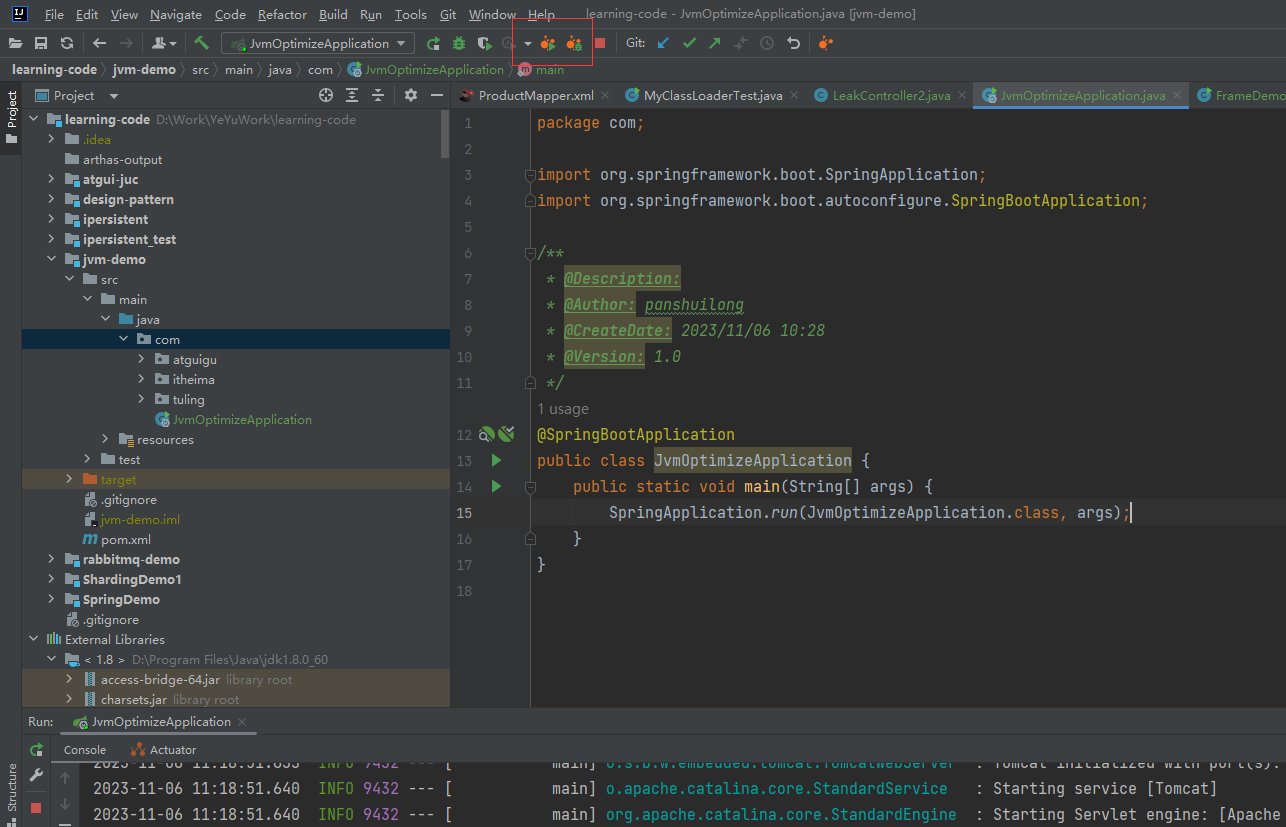 File Edit View Navigate Code Refactor Build Run Tools Git Window Help learning-code - JvmOptimizeApplication.java [jvm-demo]
JvmOptimizeApplication Git:
learning-code jvm-demo src main java com JvmOptimizeApplication main
Project
Project ProductMapper.xml MyClassLoaderTest.java LeakController2.java JvmOptimizeApplication.java FrameDemo
learning-code D:\Work\YeYuWork\learning-code
.idea
arthas-output
atgui-juc
design-pattern
ipersistent
ipersistent_test
jvm-demo
src
main
java
com
atguigu
itheima
tuling
JvmOptimizeApplication
resources
test
target
.gitignore
jvm-demo.iml
pom.xml
rabbitmq-demo
ShardingDemo1
SpringDemo
.gitignore
External Libraries
< 1.8 > D:\Program Files\Java\jdk1.8.0_60
access-bridge-64.jar library root
charsets.jar library root
1 package com;
2
3 import org.springframework.boot.SpringApplication;
4 import org.springframework.boot.autoconfigure.SpringBootApplication;
5
6 /**
7 * @Description:
8 * @Author: panshuilong
9 * @CreateDate: 2023/11/06 10:28
10 * @Version: 1.0
11 */
1 usage
12 @SpringBootApplication
13 public class JvmOptimizeApplication {
14 public static void main(String[] args) {
15 SpringApplication.run(JvmOptimizeApplication.class, args);
16 }
17 }
18
Run: JvmOptimizeApplication
Console Actuator
Structure
2023-11-06 11:18:51.633 INFO 9432 --- [ main] o.s.b.w.embedded.tomcat.TomcatWebServer : Tomcat initialized with port(s):
2023-11-06 11:18:51.640 INFO 9432 --- [ main] o.apache.catalina.core.StandardService : Starting service [Tomcat]
2023-11-06 11:18:51.640 INFO 9432 --- [ main] org.apache.catalina.core.StandardEngine : Starting Servlet engine: [Apache